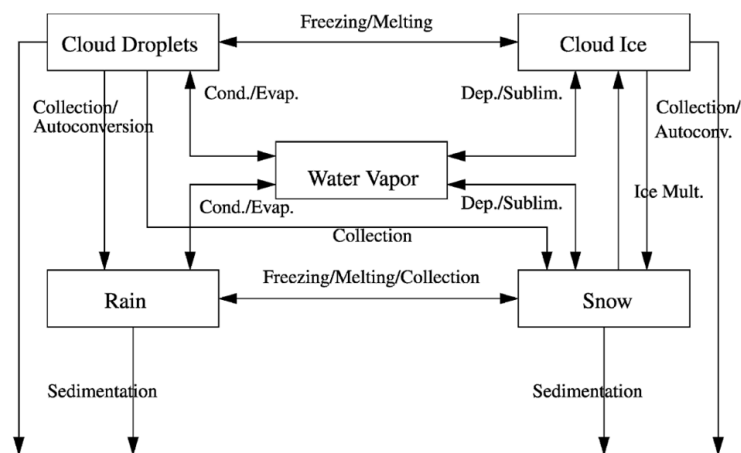 Freezing/Melting
Cloud Droplets
Cloud Ice
Cond./Evap.
Dep./Sublim.
Collection/
Autoconversion
Collection/
Autoconv.
Water Vapor
Ice Mult.
Cond./Evap.
Dep./Sublim.
Collection
Freezing/Melting/Collection
Rain
Snow
Sedimentation
Sedimentation